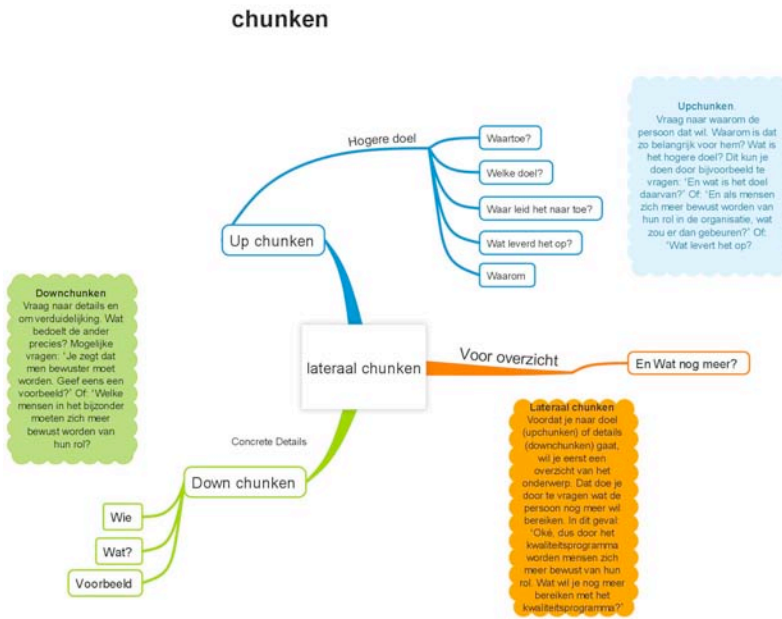 chunken
Hogere doel
Waartoe?
Welke doel?
Waar leid het naar toe?
Wat leverd het op?
Waarom
Up chunken
Upchunken.
Vraag naar waarom de
persoon dat wil. Waarom is dat
zo belangrijk voor hem? Wat is
het hogere doel? Dit kun je
doen door bijvoorbeeld te
vragen: "En wat is het doel
daarvan?" Of: "En als mensen
zich meer bewust worden van
hun rol in de organisatie, wat
zou er dan gebeuren?" Of:
"Wat levert het op?
Downchunken
Vraag naar details en
om verduidelijking. Wat
bedoelt de ander
precies? Mogelijke
vragen: "Je zegt dat
men bewuster moet
worden. Geef eens een
voorbeeld?" Of: "Welke
mensen in het bijzonder
moeten zich meer
bewust worden van
hun rol?
lateraal chunken
Voor overzicht
En Wat nog meer?
Lateraal chunken
Voordat je naar doel
(upchunken) of details
(downchunken) gaat,
wil je eerst een
overzicht van het
onderwerp. Dat doe je
door te vragen wat de
persoon nog meer wil
bereiken. In dit geval:
"Oké, dus door het
kwaliteitsprogramma
worden mensen zich
meer bewust van hun
rol. Wat wil je nog meer
bereiken met het
kwaliteitsprogramma?"
Concrete Details
Down chunken
Wie
Wat?
Voorbeeld